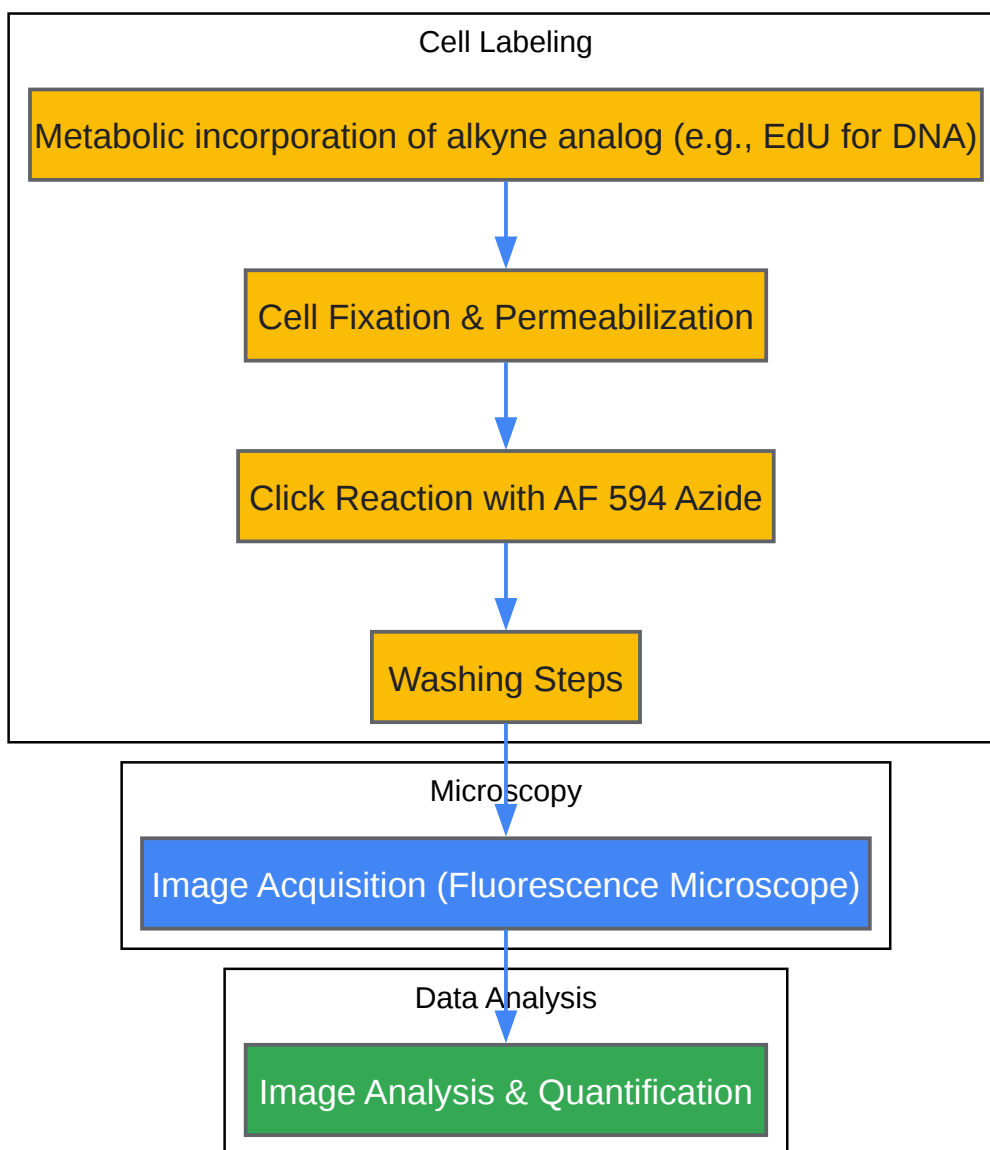 Cell Labeling
Metabolic incorporation of alkyne analog (e.g., EdU for DNA)
Cell Fixation & Permeabilization
Click Reaction with AF 594 Azide
Washing Steps
Microscopy
Image Acquisition (Fluorescence Microscope)
Data Analysis
Image Analysis & Quantification